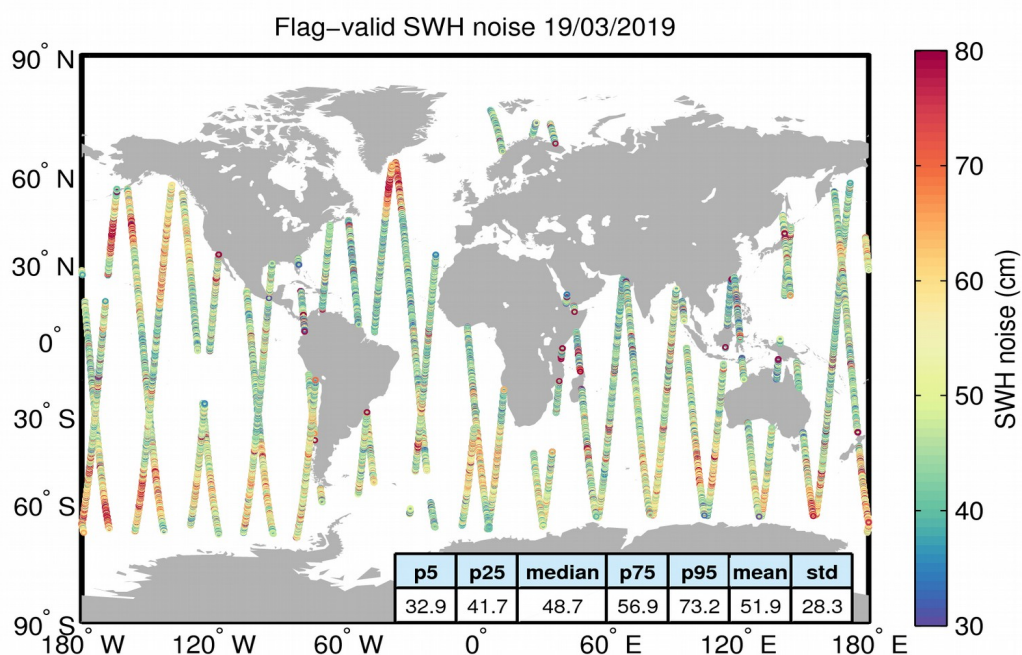 Flag−valid SWH noise 19/03/2019
90° N
60° N
30° N
0°
30° S
60° S
90° S
180° W
120° W
60° W
0°
60° E
120° E
180° E
80
70
60
50
40
30
SWH noise (cm)
p5 p25 median p75 p95 mean std
32.9 41.7 48.7 56.9 73.2 51.9 28.3